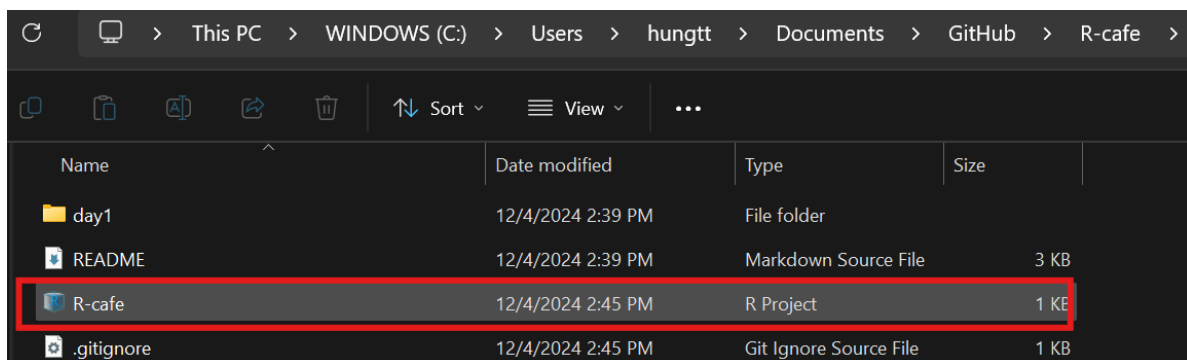 This PC > WINDOWS (C:) > Users > hungtt > Documents > GitHub > R-cafe >
Sort View
Name Date modified Type Size
day1 12/4/2024 2:39 PM File folder
README 12/4/2024 2:39 PM Markdown Source File 3 KB
R-cafe 12/4/2024 2:45 PM R Project 1 KB
.gitignore 12/4/2024 2:45 PM Git Ignore Source File 1 KB